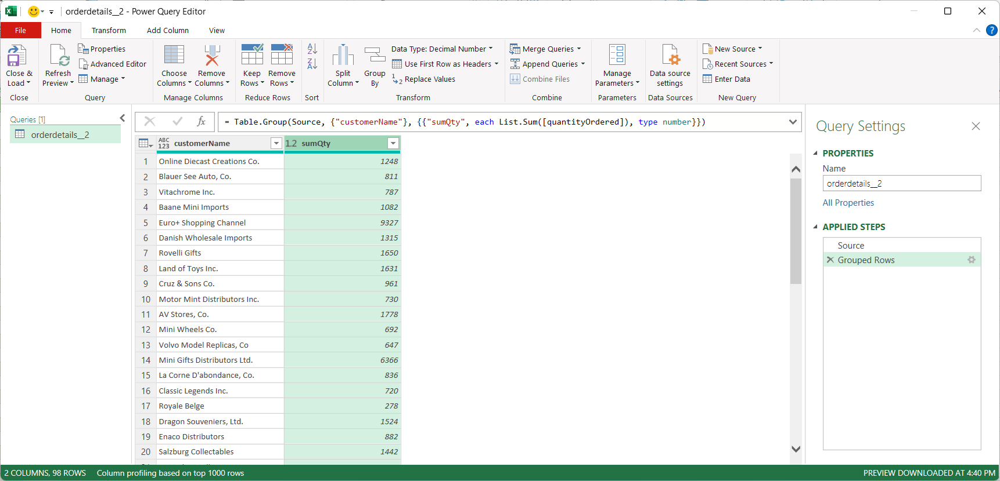 orderdetails__2 - Power Query Editor
File Home Transform Add Column View
Close & Load
Close
Refresh Preview
Properties
Advanced Editor
Manage
Query
Choose Columns
Remove Columns
Manage Columns
Keep Rows
Remove Rows
Reduce Rows
Sort
Split Column
Group By
Data Type: Decimal Number
Use First Row as Headers
Replace Values
Transform
Merge Queries
Append Queries
Combine Files
Combine
Manage Parameters
Parameters
Data source settings
Data Sources
New Source
Recent Sources
Enter Data
New Query
Queries [1]
orderdetails__2
fx = Table.Group(Source, {"customerName"}, {{"sumQty", each List.Sum([quantityOrdered]), type number}})
ABC 123 customerName 1.2 sumQty
1 Online Diecast Creations Co. 1248
2 Blauer See Auto, Co. 811
3 Vitachrome Inc. 787
4 Baane Mini Imports 1082
5 Euro+ Shopping Channel 9327
6 Danish Wholesale Imports 1315
7 Rovelli Gifts 1650
8 Land of Toys Inc. 1631
9 Cruz & Sons Co. 961
10 Motor Mint Distributors Inc. 730
11 AV Stores, Co. 1778
12 Mini Wheels Co. 692
13 Volvo Model Replicas, Co 647
14 Mini Gifts Distributors Ltd. 6366
15 La Corne D'abondance, Co. 836
16 Classic Legends Inc. 720
17 Royale Belge 278
18 Dragon Souveniers, Ltd. 1524
19 Enaco Distributors 882
20 Salzburg Collectables 1442
Query Settings
PROPERTIES
Name
orderdetails__2
All Properties
APPLIED STEPS
Source
Grouped Rows
2 COLUMNS, 98 ROWS Column profiling based on top 1000 rows
PREVIEW DOWNLOADED AT 4:40 PM